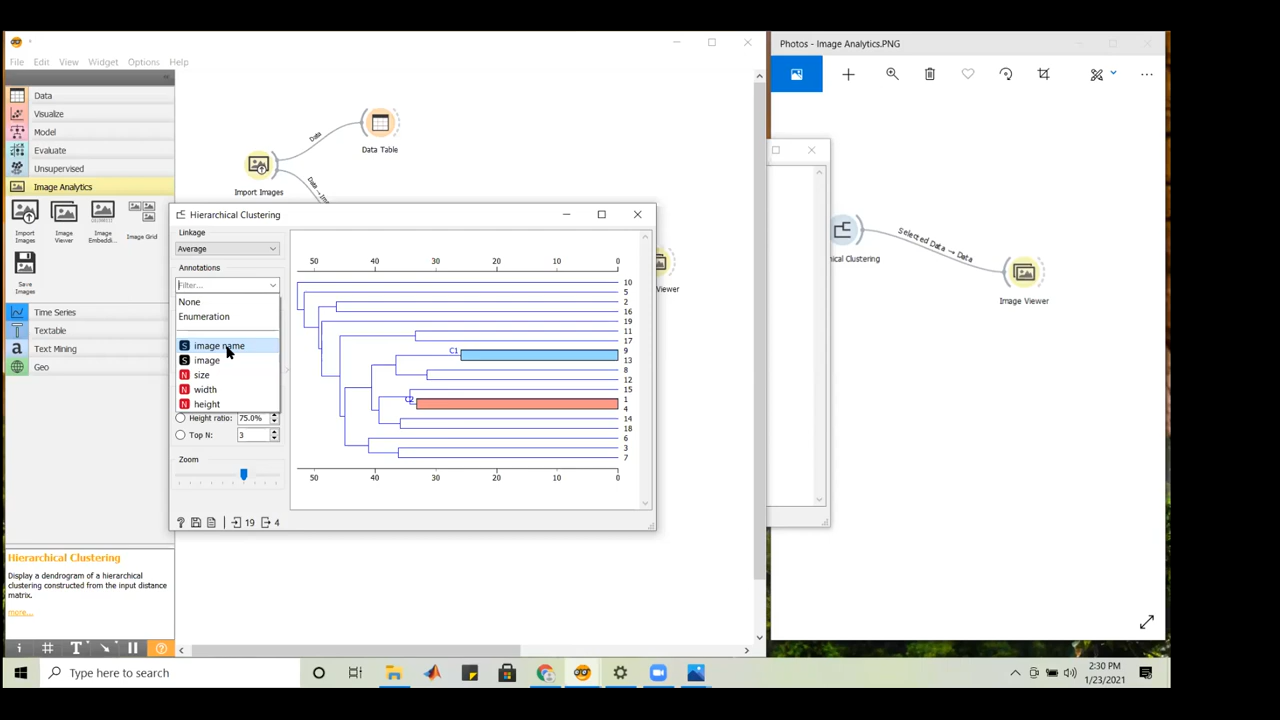 File Edit View Widget Options Help
Data
Visualize
Model
Evaluate
Unsupervised
Image Analytics
Import Images
Image Viewer
Image Embeddi...
Image Grid
Save Images
Time Series
Textable
Text Mining
Geo
Hierarchical Clustering
Display a dendrogram of a hierarchical
clustering constructed from the input distance
matrix.
more...
Data
Data Table
Import Images
Hierarchical Clustering
Linkage
Average
Annotations
Filter...
None
Enumeration
image name
image
size
width
height
Height ratio: 75.0%
Top N: 3
Zoom
19 4
50 40 30 20 10 0
10
5
2
16
19
11
17
C1 9
13
8
12
15
C2 1
4
14
18
6
3
7
50 40 30 20 10 0
Photos - Image Analytics.PNG
Selected Data → Data
ical Clustering
Image Viewer
Type here to search
2:30 PM
1/23/2021